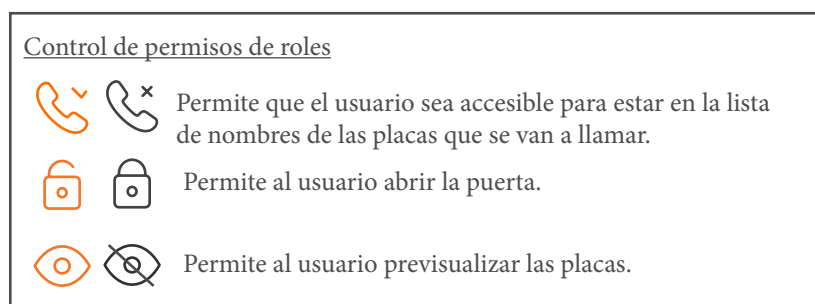 Control de permisos de roles
Permite que el usuario sea accesible para estar en la lista
de nombres de las placas que se van a llamar.
Permite al usuario abrir la puerta.
Permite al usuario previsualizar las placas.